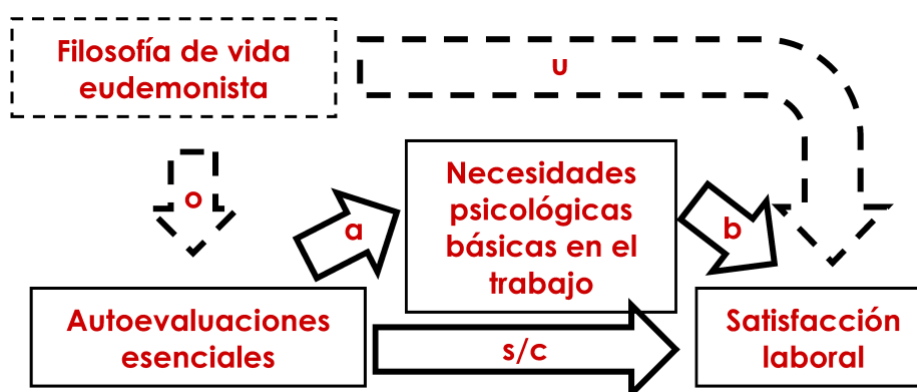 Filosofía de vida
eudemonista
u
o
Necesidades
psicológicas
básicas en el
trabajo
a
b
Autoevaluaciones
esenciales
s/c
Satisfacción
laboral